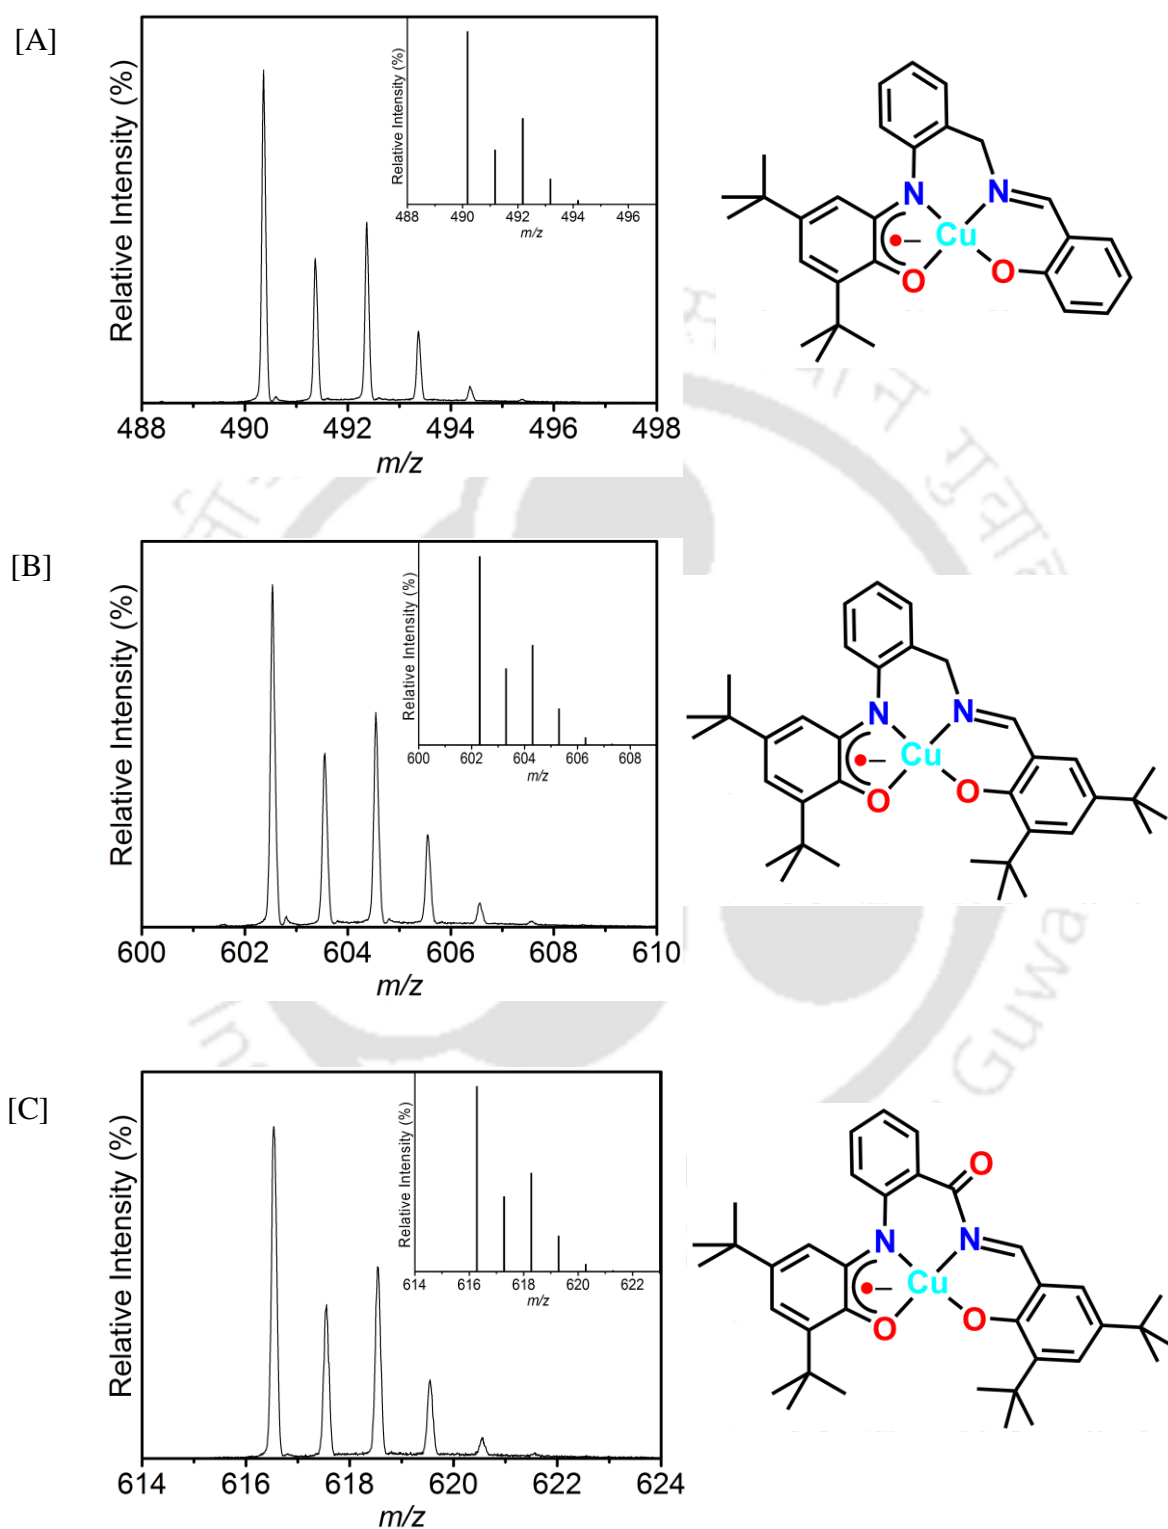 [A]
Relative Intensity (%)
488 490 492 494 496 498
m/z
Relative Intensity (%)
488 490 492 494 496
m/z
N N
Cu
•–
O O
[B]
Relative Intensity (%)
600 602 604 606 608 610
m/z
Relative Intensity (%)
600 602 604 606 608
m/z
N N
Cu
•–
O O
Guwa
In
[C]
Relative Intensity (%)
614 616 618 620 622 624
m/z
Relative Intensity (%)
614 616 618 620 622
m/z
O
N N
Cu
•–
O O